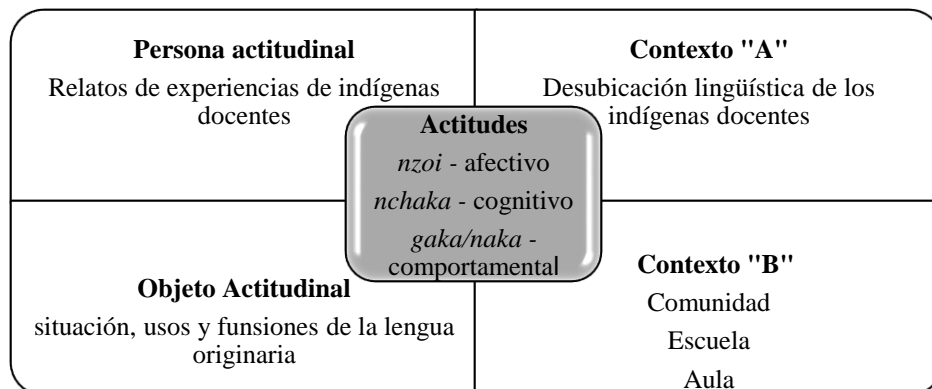 Persona actitudinal
Relatos de experiencias de indígenas
docentes
Contexto "A"
Desubicación lingüística de los
indígenas docentes
Actitudes
nzoi - afectivo
nchaka - cognitivo
gaka/naka -
comportamental
Objeto Actitudinal
situación, usos y funsiones de la lengua
originaria
Contexto "B"
Comunidad
Escuela
Aula